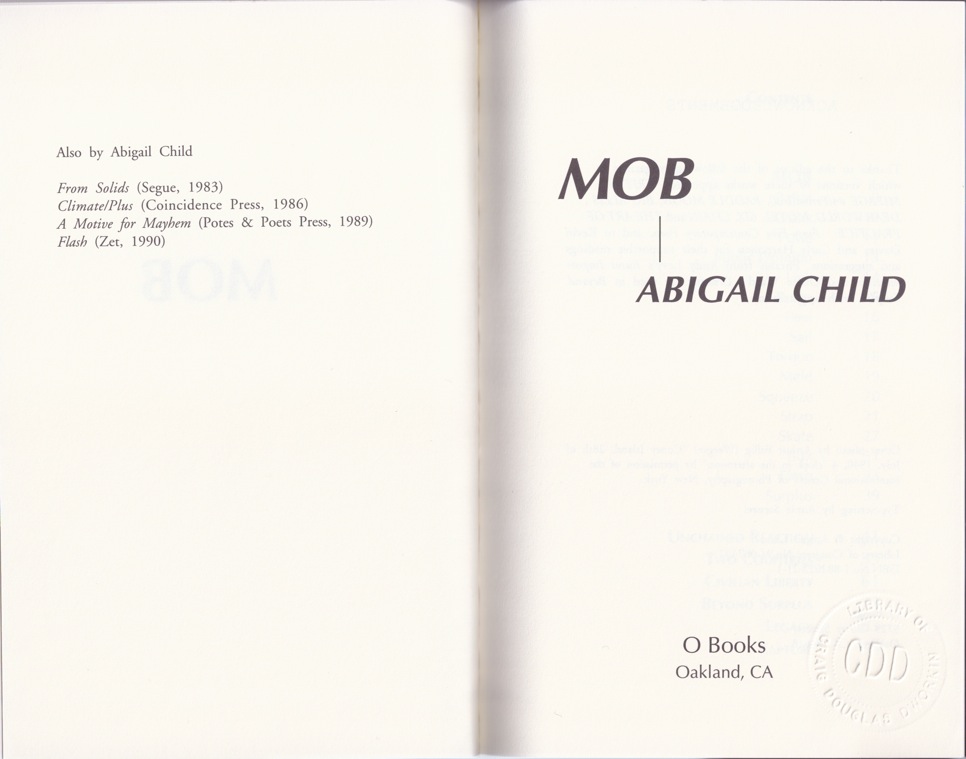 Also by Abigail Child
From Solids (Segue, 1983)
Climate/Plus (Coincidence Press, 1986)
A Motive for Mayhem (Potes & Poets Press, 1989)
Flash (Zet, 1990)
MOB
ABIGAIL CHILD
O Books
Oakland, CA
LIBRARY OF
CRAIG DOUGLAS DWORKIN
CDD